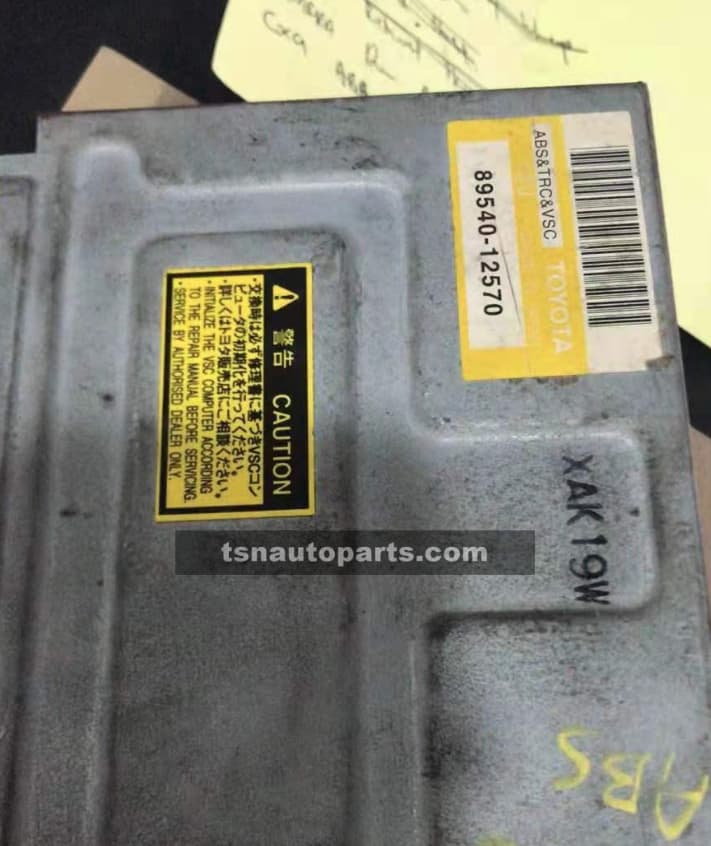 ABS&TRC&VSC
TOYOTA
89540-12570
警告 CAUTION
・交換時は必ず修理書に基づきVSCコン
ピュータの初期化を行ってください。
・詳しくはトヨタ販売店にご相談ください。
・INITIALIZE THE VSC COMPUTER ACCORDING
TO THE REPAIR MANUAL BEFORE SERVICING.
・SERVICE BY AUTHORISED DEALER ONLY.
XAK19W
tsnautoparts.com
ABS